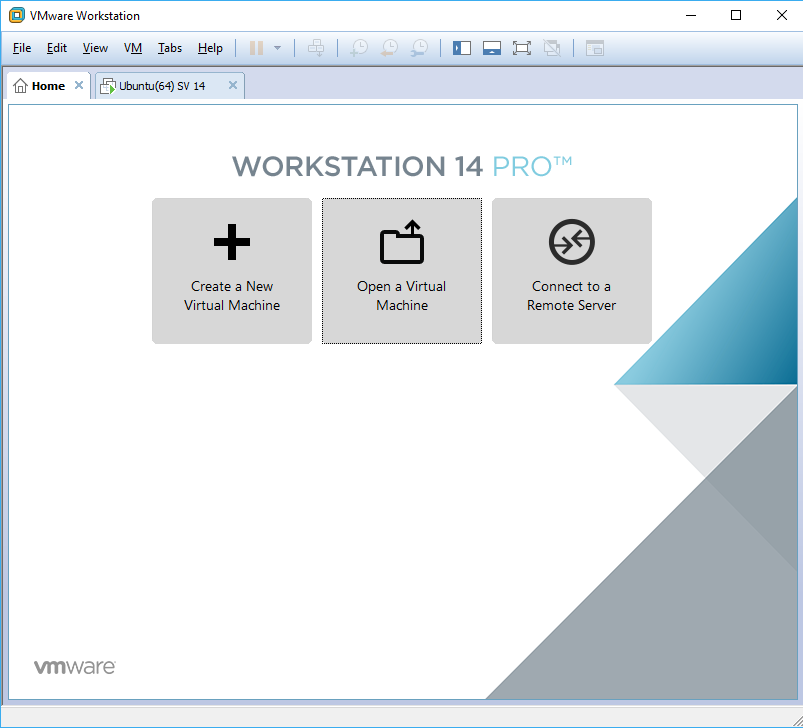 VMware Workstation
File Edit View VM Tabs Help
Home Ubuntu(64) SV 14
WORKSTATION 14 PRO™
Create a New
Virtual Machine
Open a Virtual
Machine
Connect to a
Remote Server
vmware